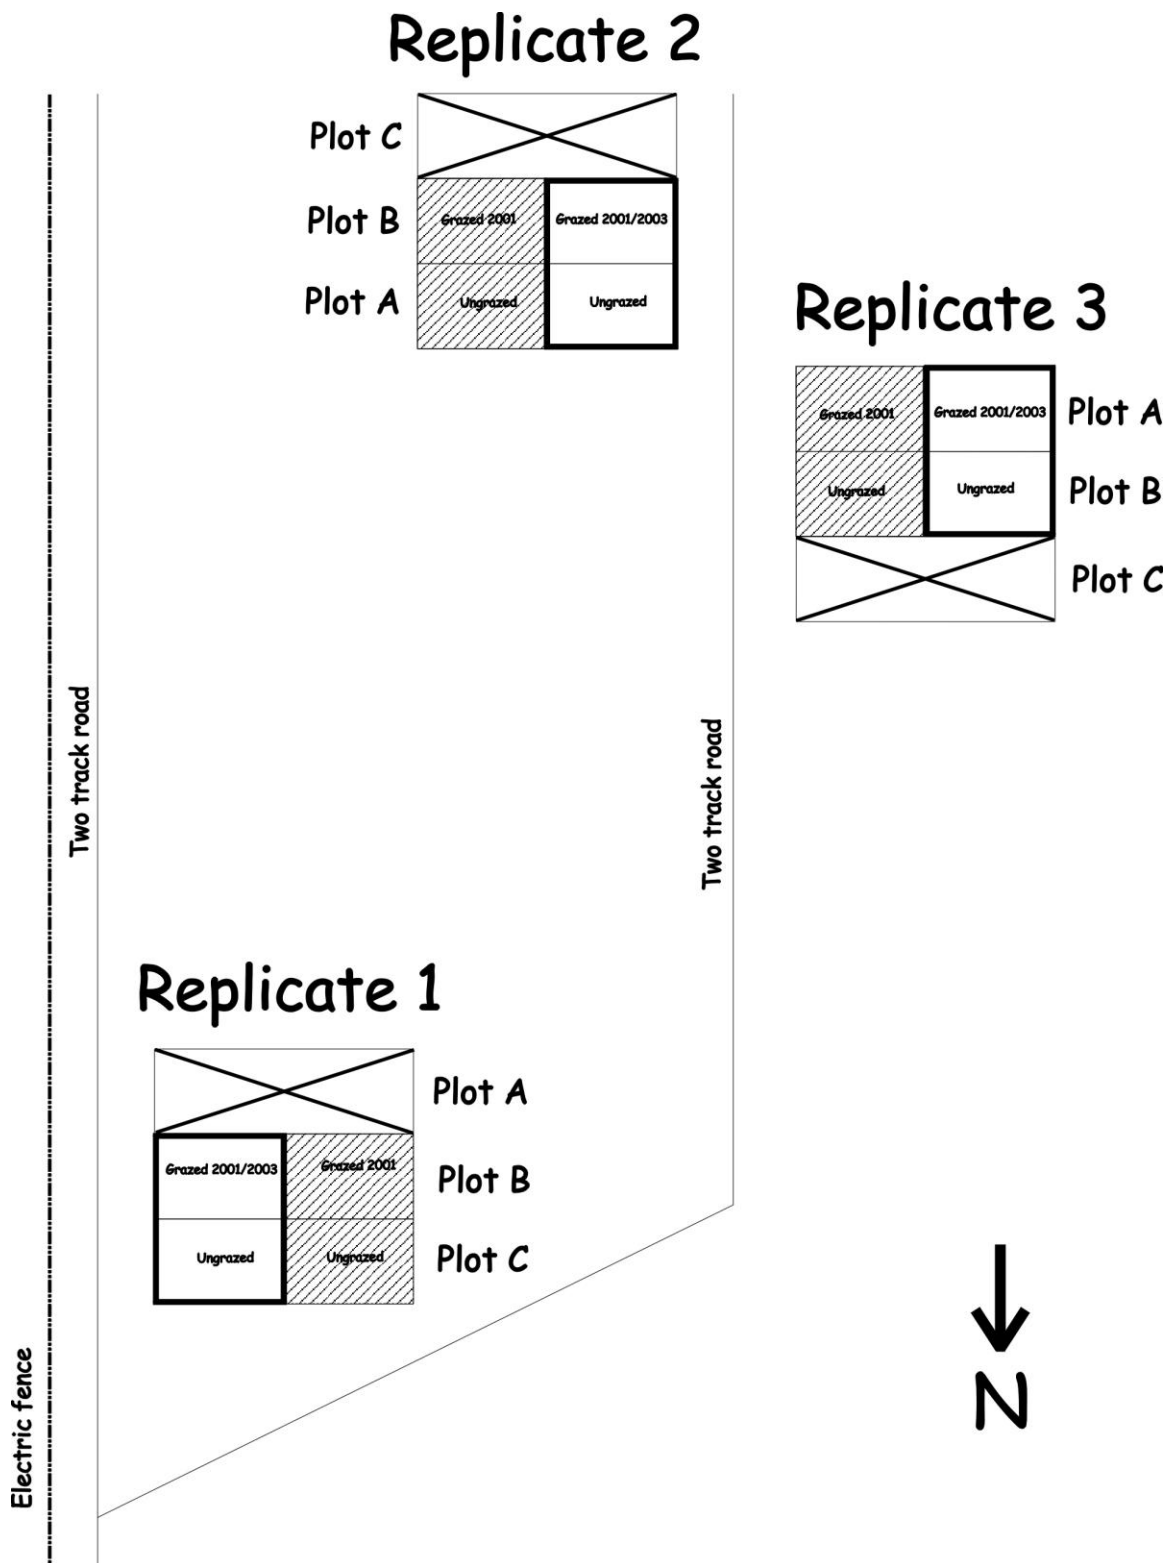 Replicate 2
Plot C
Plot B
Grazed 2001
Grazed 2001/2003
Plot A
Ungrazed
Ungrazed
Replicate 3
Grazed 2001
Grazed 2001/2003
Plot A
Ungrazed
Ungrazed
Plot B
Plot C
Two track road
Two track road
Replicate 1
Plot A
Grazed 2001/2003
Grazed 2001
Plot B
Ungrazed
Ungrazed
Plot C
Electric fence
N